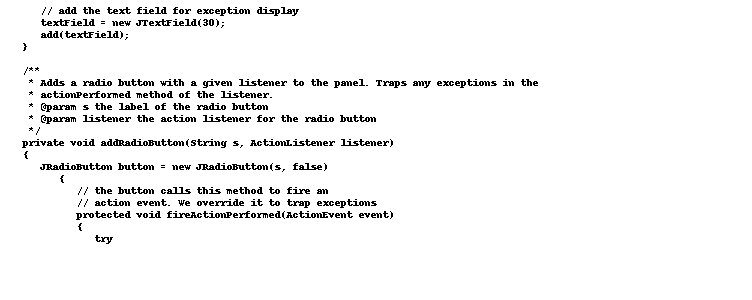 // add the text field for exception display
textField = new JTextField(30);
add(textField);
}
/**
* Adds a radio button with a given listener to the panel. Traps any exceptions in the
* actionPerformed method of the listener.
* @param s the label of the radio button
* @param listener the action listener for the radio button
*/
private void addRadioButton(String s, ActionListener listener)
{
JRadioButton button = new JRadioButton(s, false)
{
// the button calls this method to fire an
// action event. We override it to trap exceptions
protected void fireActionPerformed(ActionEvent event)
{
try